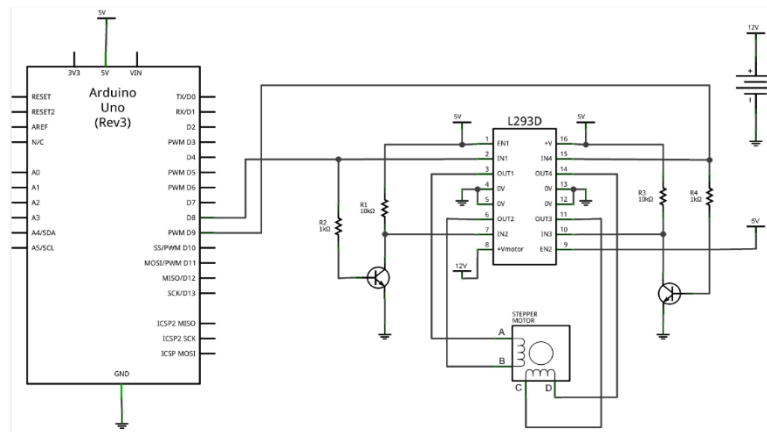 5V
12V
3V3 5V VIN
Arduino
Uno
(Rev3)
RESET
RESET2
AREF
N/C
A0
A1
A2
A3
A4/SDA
A5/SCL
TX/D0
RX/D1
D2
PWM D3
D4
PWM D5
PWM D6
D7
D8
PWM D9
SS/PWM D10
MOSI/PWM D11
MISO/D12
SCK/D13
ICSP2 MISO
ICSP2 SCK
ICSP MOSI
GND
R2
1kΩ
R1
10kΩ
5V
L293D
5V
1 EN1
2 IN1
3 OUT1
4 0V
5 0V
6 OUT2
7 IN2
8 +Vmotor
+V 16
IN4 15
OUT4 14
0V 13
0V 12
OUT3 11
IN3 10
EN2 9
12V
R3
10kΩ
R4
1kΩ
STEPPER
MOTOR
A
B
C D
+
-